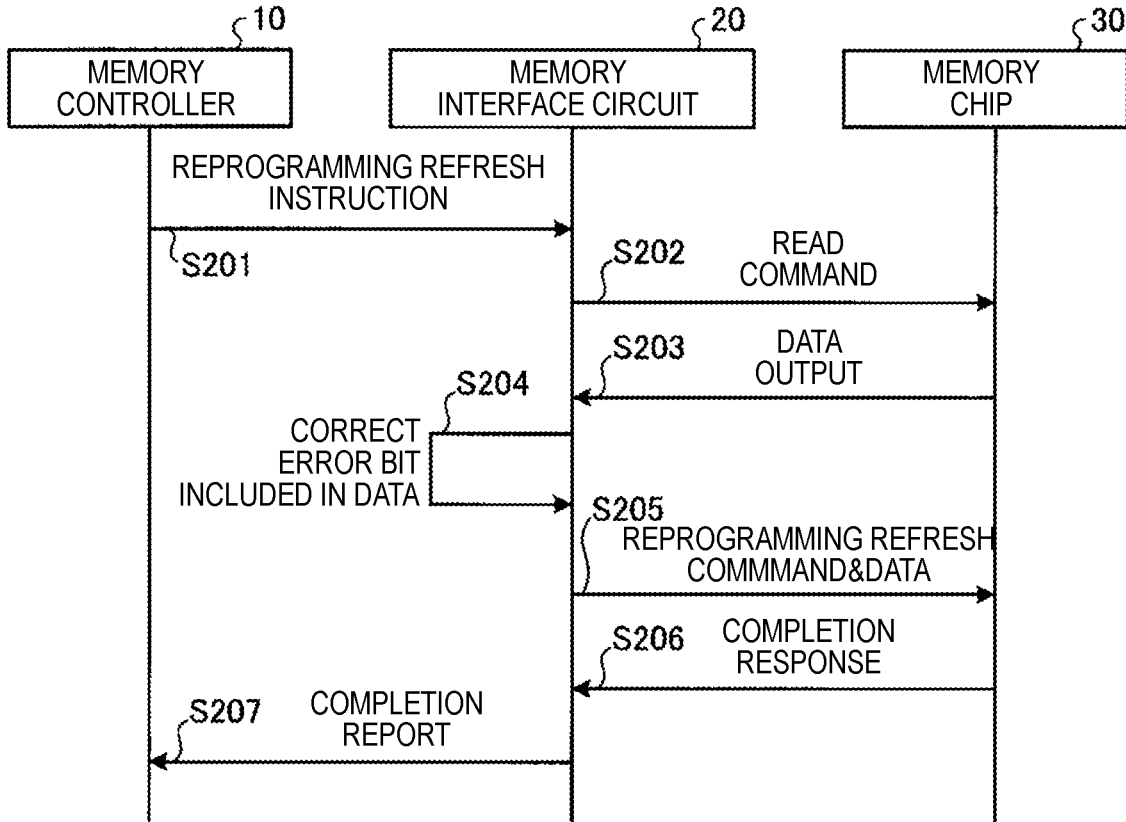 10
20
30
MEMORY
CONTROLLER
MEMORY
INTERFACE CIRCUIT
MEMORY
CHIP
REPROGRAMMING REFRESH
INSTRUCTION
S201
S202
READ
COMMAND
S203
DATA
OUTPUT
S204
CORRECT
ERROR BIT
INCLUDED IN DATA
S205
REPROGRAMMING REFRESH
COMMMAND&DATA
S206
COMPLETION
RESPONSE
S207
COMPLETION
REPORT